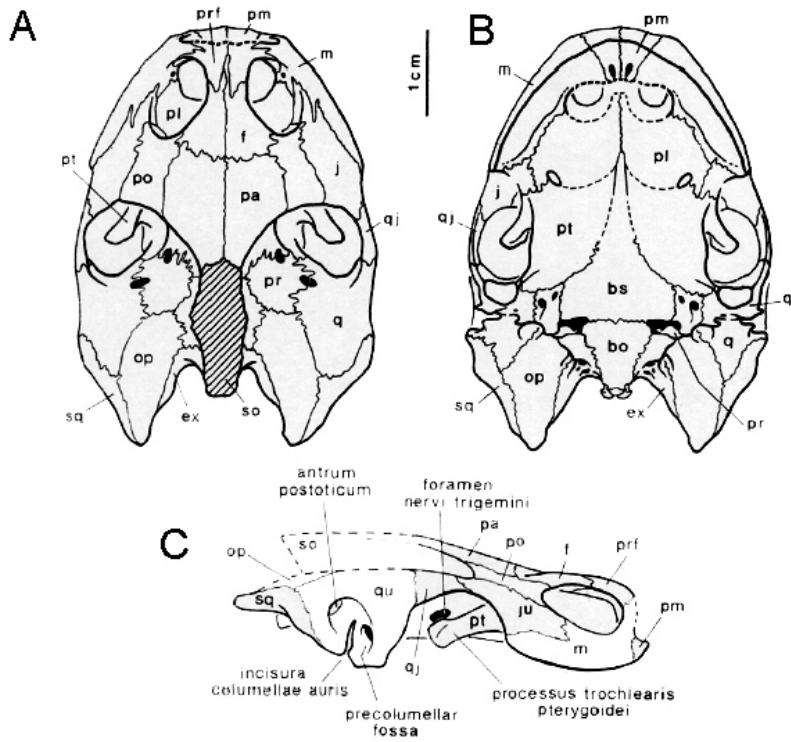 A
prf
pm
m
pl
f
pt
po
pa
j
qj
pr
q
op
sq
ex
so
1cm
B
pm
m
pl
j
qj
pt
bs
q
q
bo
op
sq
ex
pr
C
antrum
postoticum
foramen
nervi trigemini
so
pa
po
f
prf
op
sq
qu
ju
pt
pm
m
qj
incisura
columellae auris
precolumellar
fossa
processus trochlearis
pterygoidei